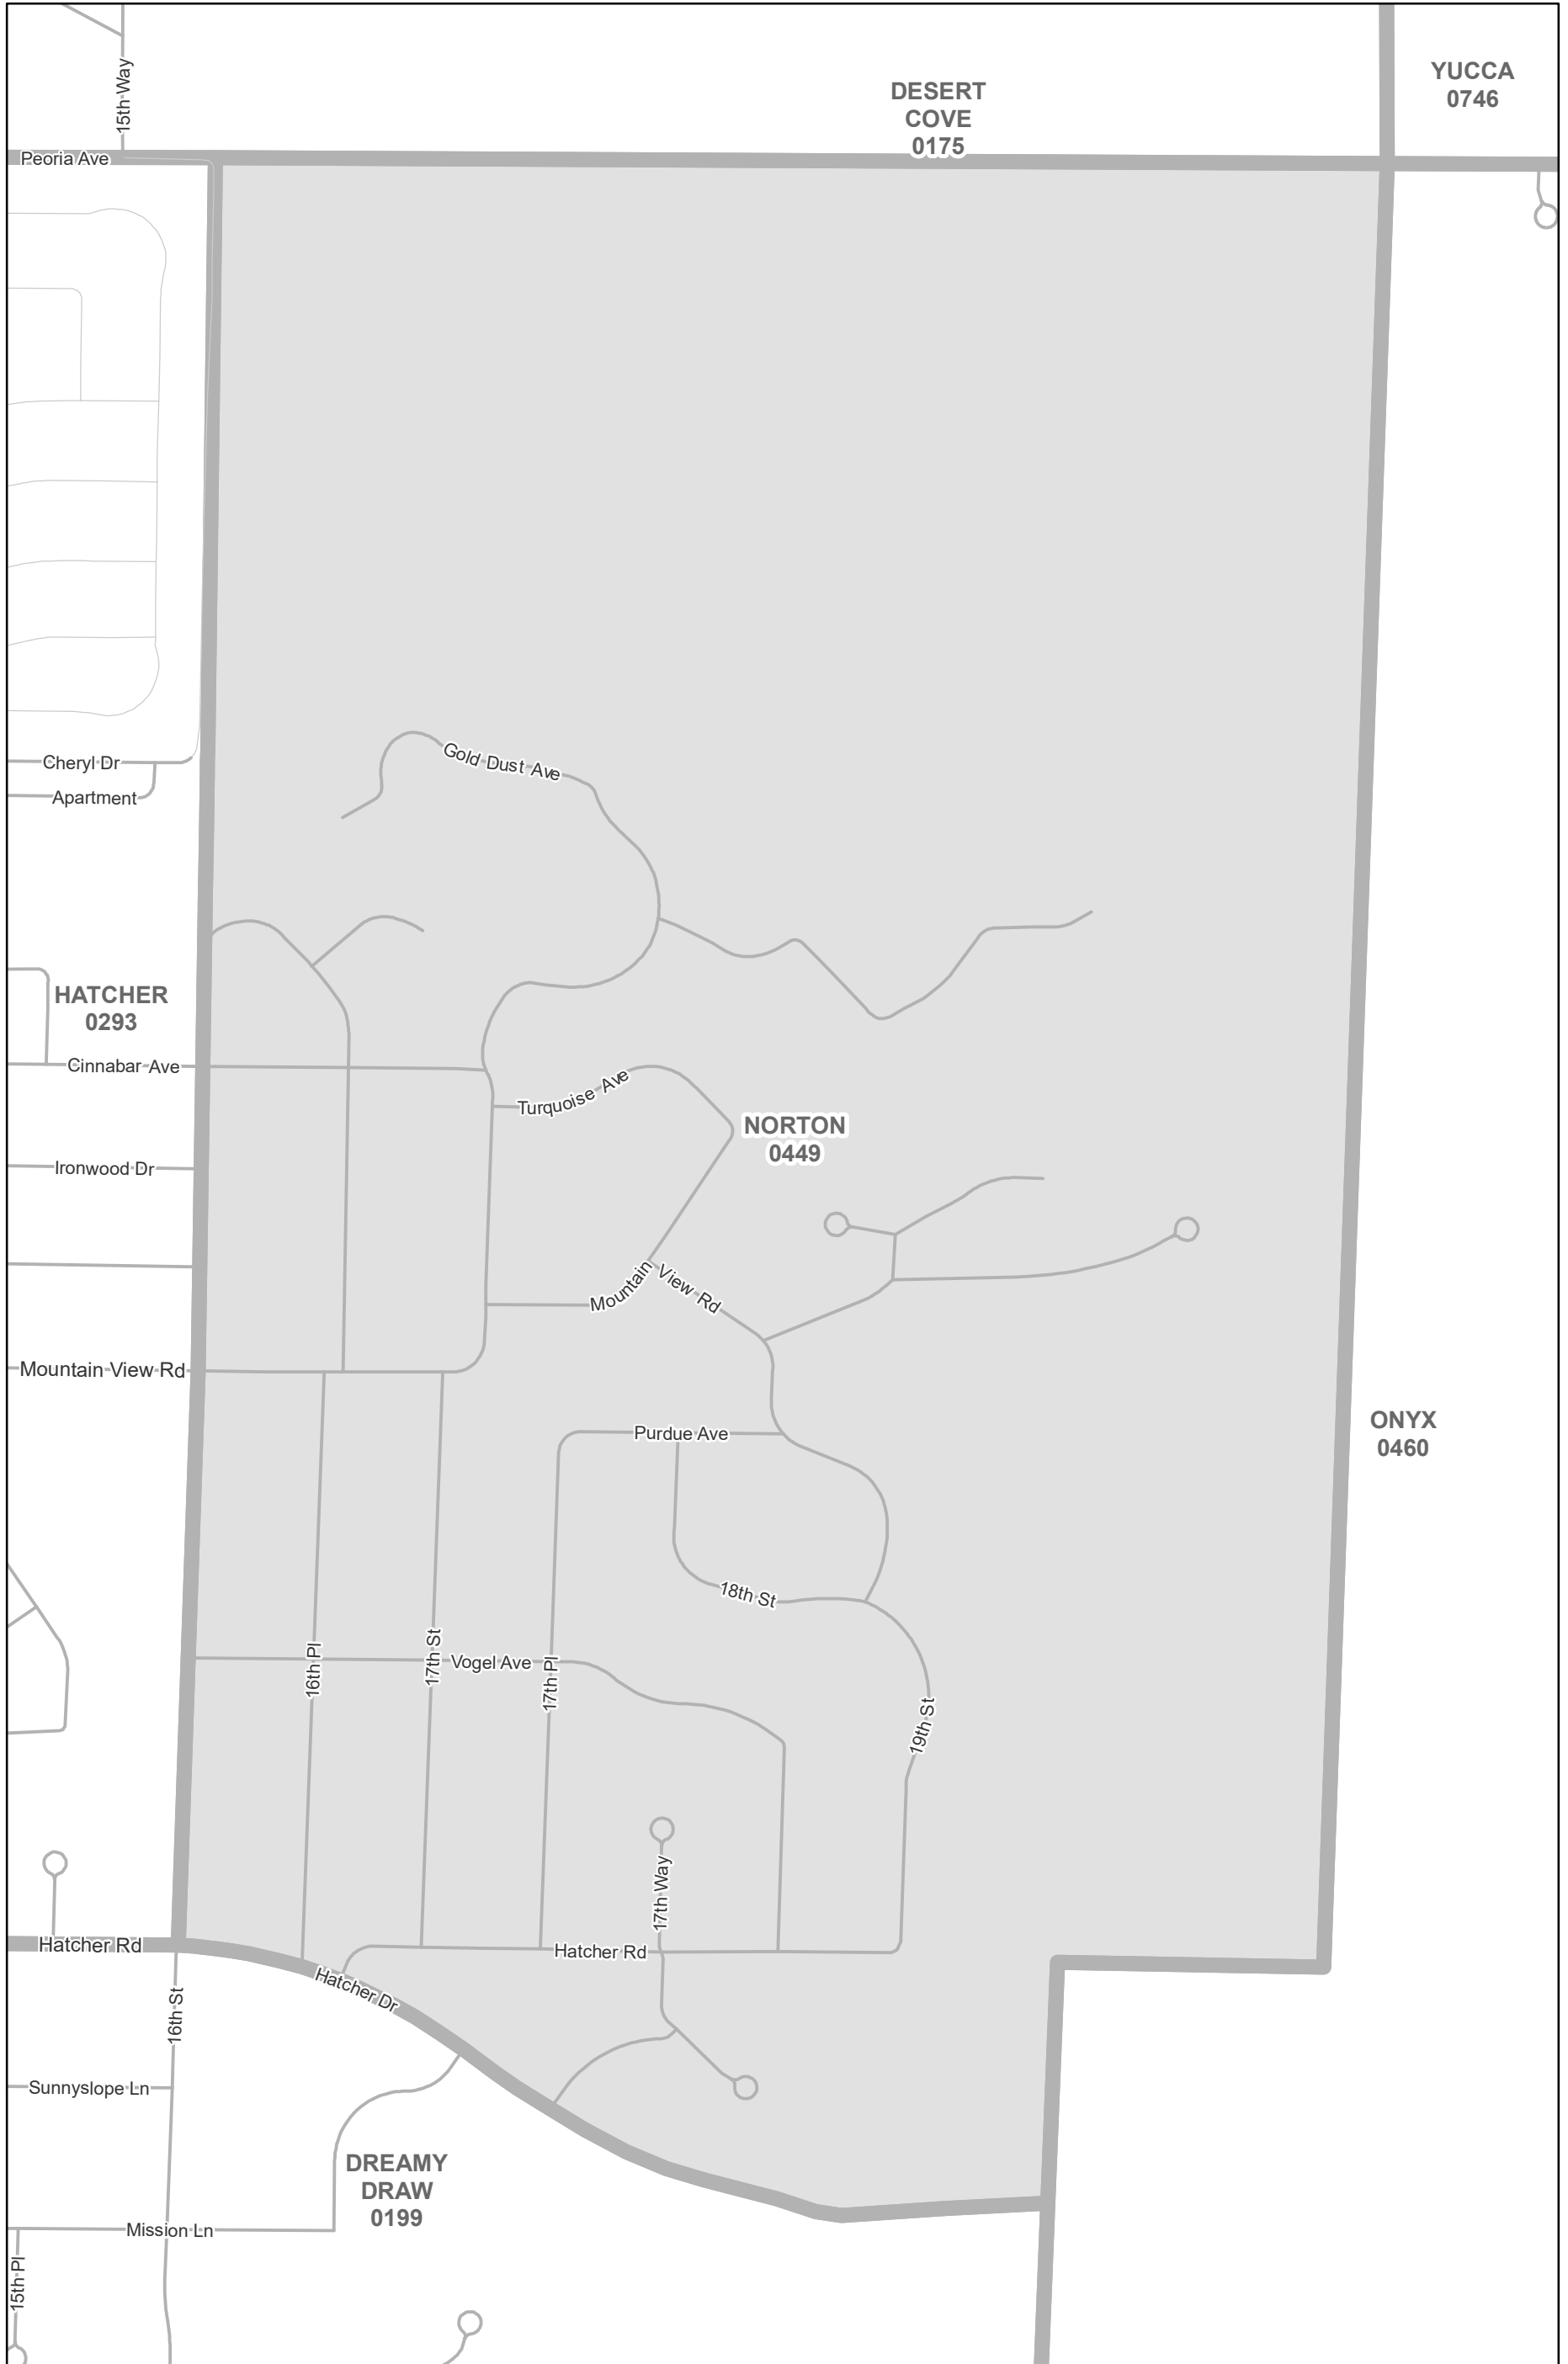 15th Way
DESERT
COVE
0175
YUCCA
0746
Peoria Ave
Gold Dust Ave
Cheryl Dr
Apartment
HATCHER
0293
Cinnabar Ave
Turquoise Ave
NORTON
0449
Ironwood Dr
Mountain View Rd
Mountain View Rd
ONYX
0460
Purdue Ave
18th St
16th Pl
17th St
Vogel Ave
17th Pl
19th St
17th Way
Hatcher Rd
Hatcher Rd
Hatcher Dr
16th St
Sunnyslope Ln
DREAMY
DRAW
0199
Mission Ln
15th Pl